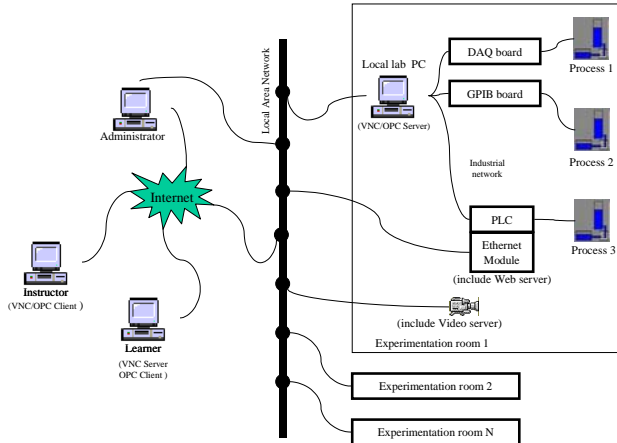 Local Area Network
Administrator
Internet
Instructor
(VNC/OPC Client )
Learner
(VNC Server
OPC Client )
Local lab PC
(VNC/OPC Server)
DAQ board
GPIB board
Process 1
Process 2
Industrial
network
PLC
Ethernet
Module
(include Web server)
Process 3
(include Video server)
Experimentation room 1
Experimentation room 2
Experimentation room N